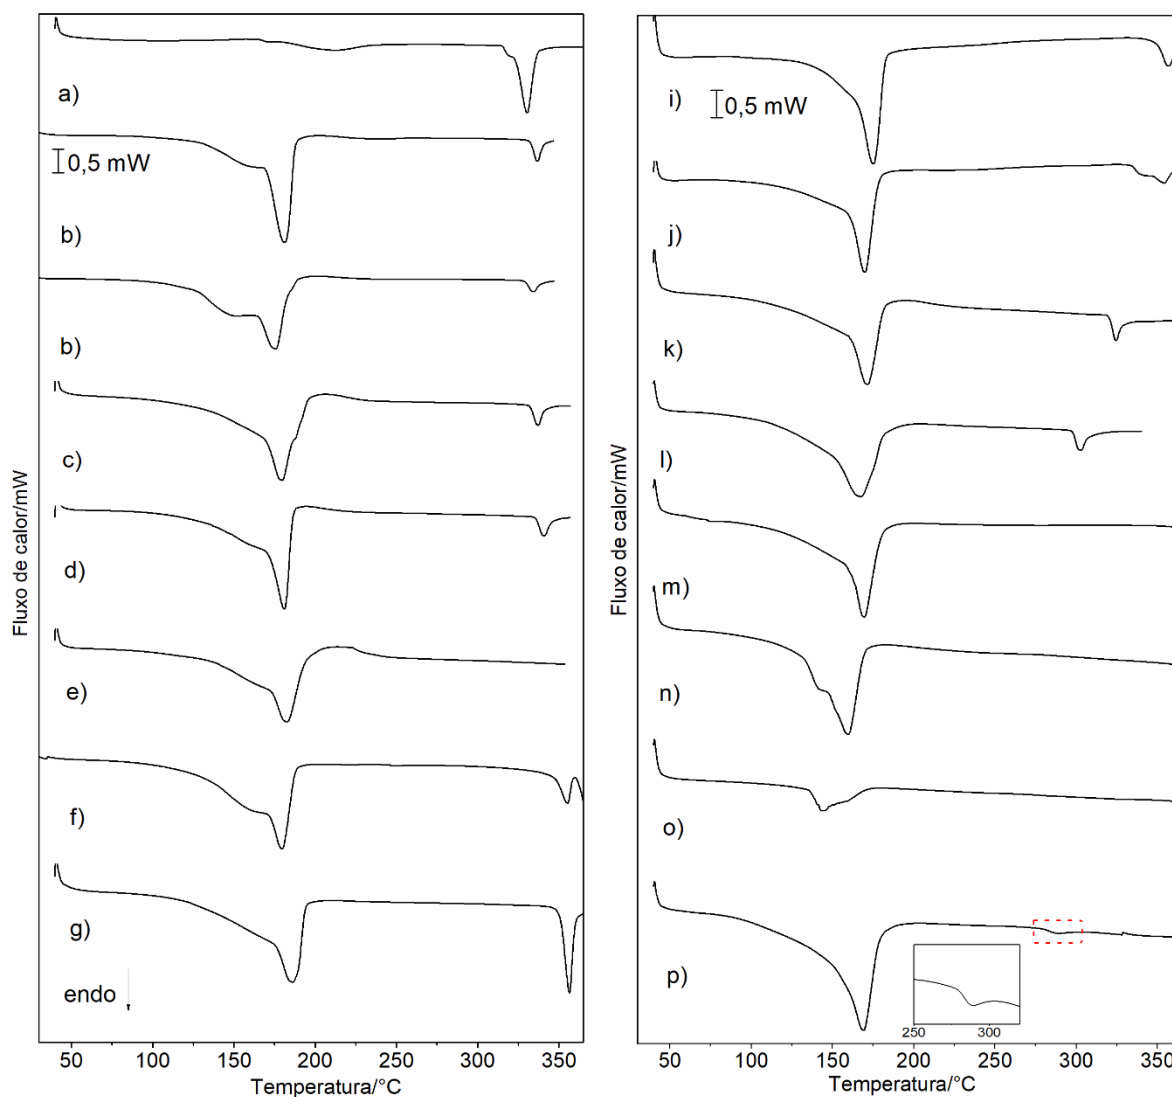 a)
0,5 mW
b)
b)
c)
d)
e)
f)
g)
endo
Fluxo de calor/mW
50 100 150 200 250 300 350
Temperatura/°C
i)
0,5 mW
j)
k)
l)
m)
n)
o)
p)
250 300
Fluxo de calor/mW
50 100 150 200 250 300 350
Temperatura/°C